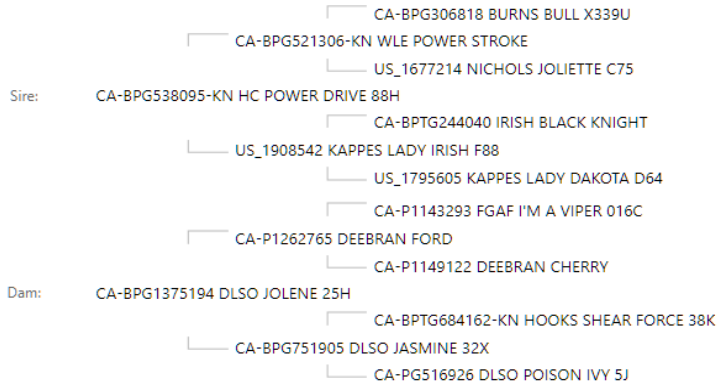 CA-BPG306818 BURNS BULL X339U
CA-BPG521306-KN WLE POWER STROKE
US_1677214 NICHOLS JOLIETTE C75
Sire: CA-BPG538095-KN HC POWER DRIVE 88H
CA-BPTG244040 IRISH BLACK KNIGHT
US_1908542 KAPPES LADY IRISH F88
US_1795605 KAPPES LADY DAKOTA D64
CA-P1143293 FGAF I'M A VIPER 016C
CA-P1262765 DEEBRAN FORD
CA-P1149122 DEEBRAN CHERRY
Dam: CA-BPG1375194 DLSO JOLENE 25H
CA-BPTG684162-KN HOOKS SHEAR FORCE 38K
CA-BPG751905 DLSO JASMINE 32X
CA-PG516926 DLSO POISON IVY 5J